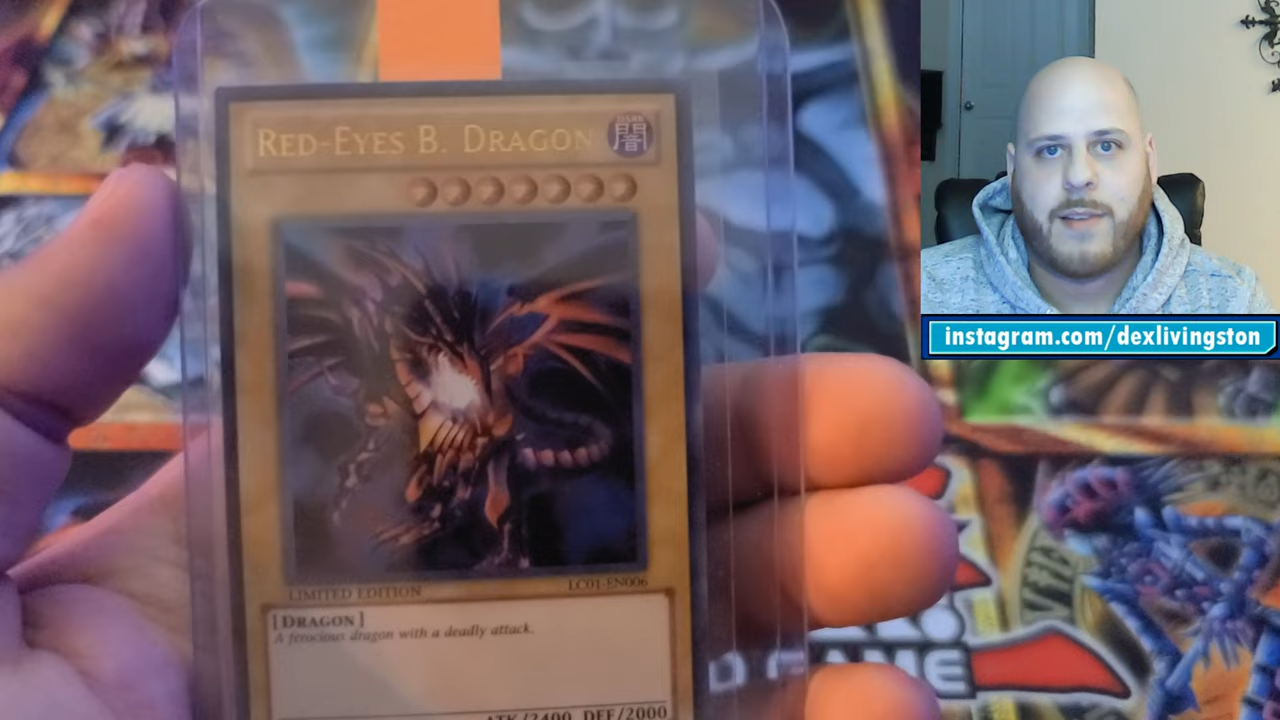 RED-EYES B. DRAGON
DARK
闇
LIMITED EDITION
LC01-EN006
[DRAGON]
A ferocious dragon with a deadly attack.
ATK/2400 DEF/2000
instagram.com/dexlivingston
GAME